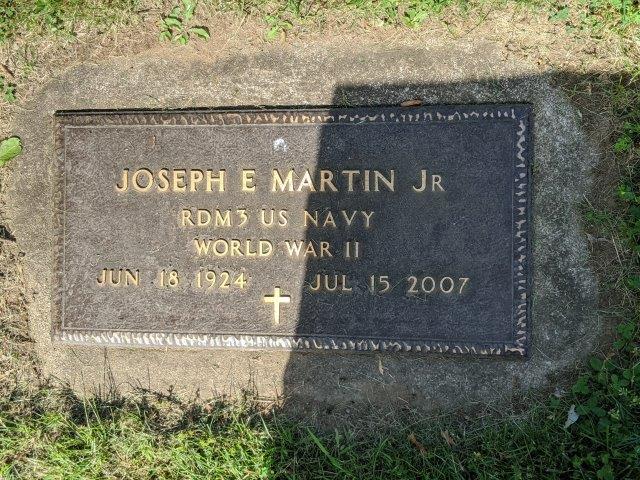 JOSEPH E MARTIN JR
RDM3 US NAVY
WORLD WAR II
JUN 18 1924 JUL 15 2007